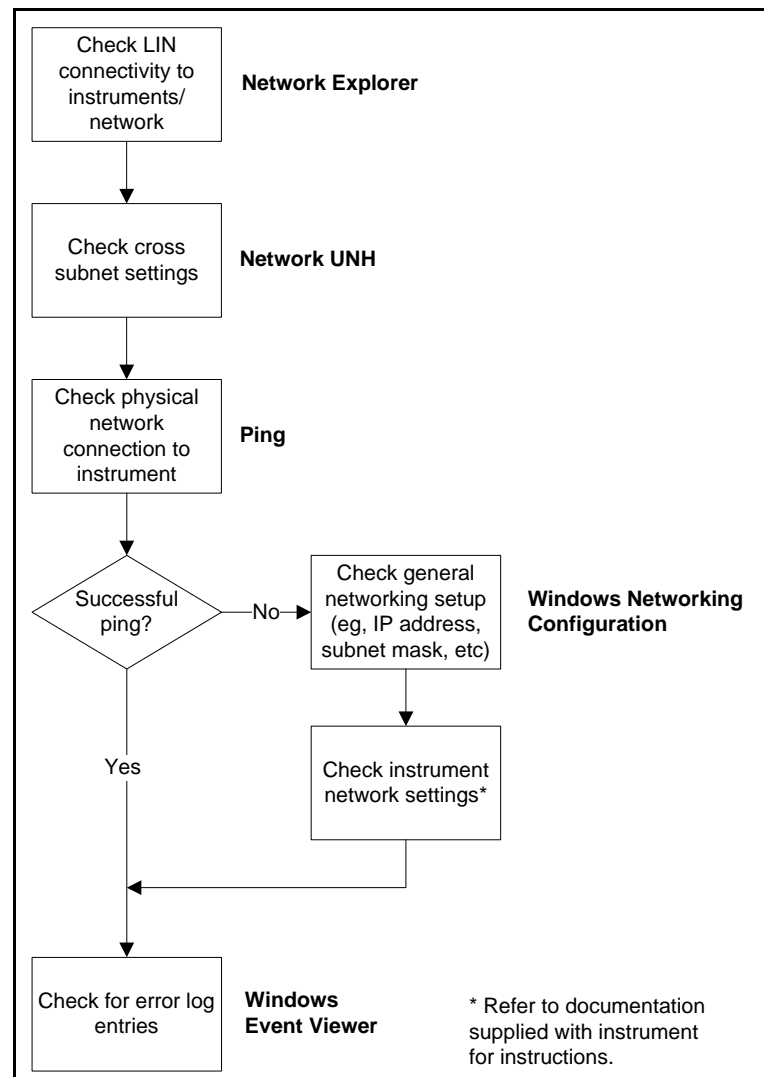 Check LIN
connectivity to
instruments/
network
Network Explorer
Check cross
subnet settings
Network UNH
Check physical
network
connection to
instrument
Ping
Successful
ping?
No
Check general
networking setup
(eg, IP address,
subnet mask, etc)
Windows Networking
Configuration
Yes
Check instrument
network settings*
Check for error log
entries
Windows
Event Viewer
* Refer to documentation
supplied with instrument
for instructions.